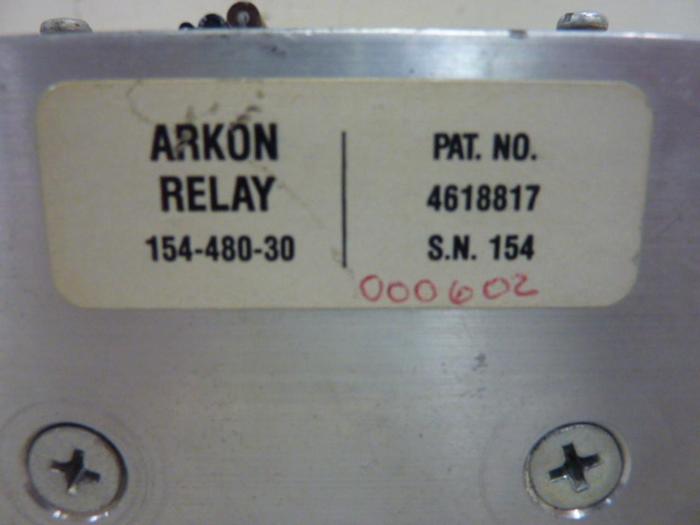 ARKON
RELAY
154-480-30
PAT. NO.
4618817
S.N. 154
000602